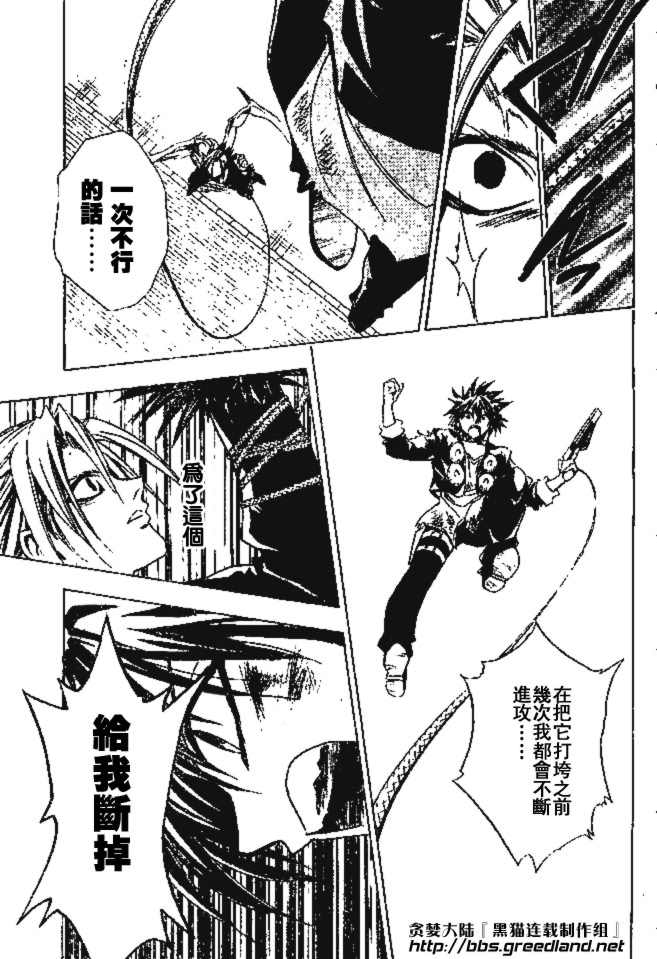 一次不行
的話……
在把它打垮之前
幾次我都會不斷
進攻……
為了這個
給我斷掉
貪婪大陆『黑猫连载制作组』
http://bbs.greedland.net